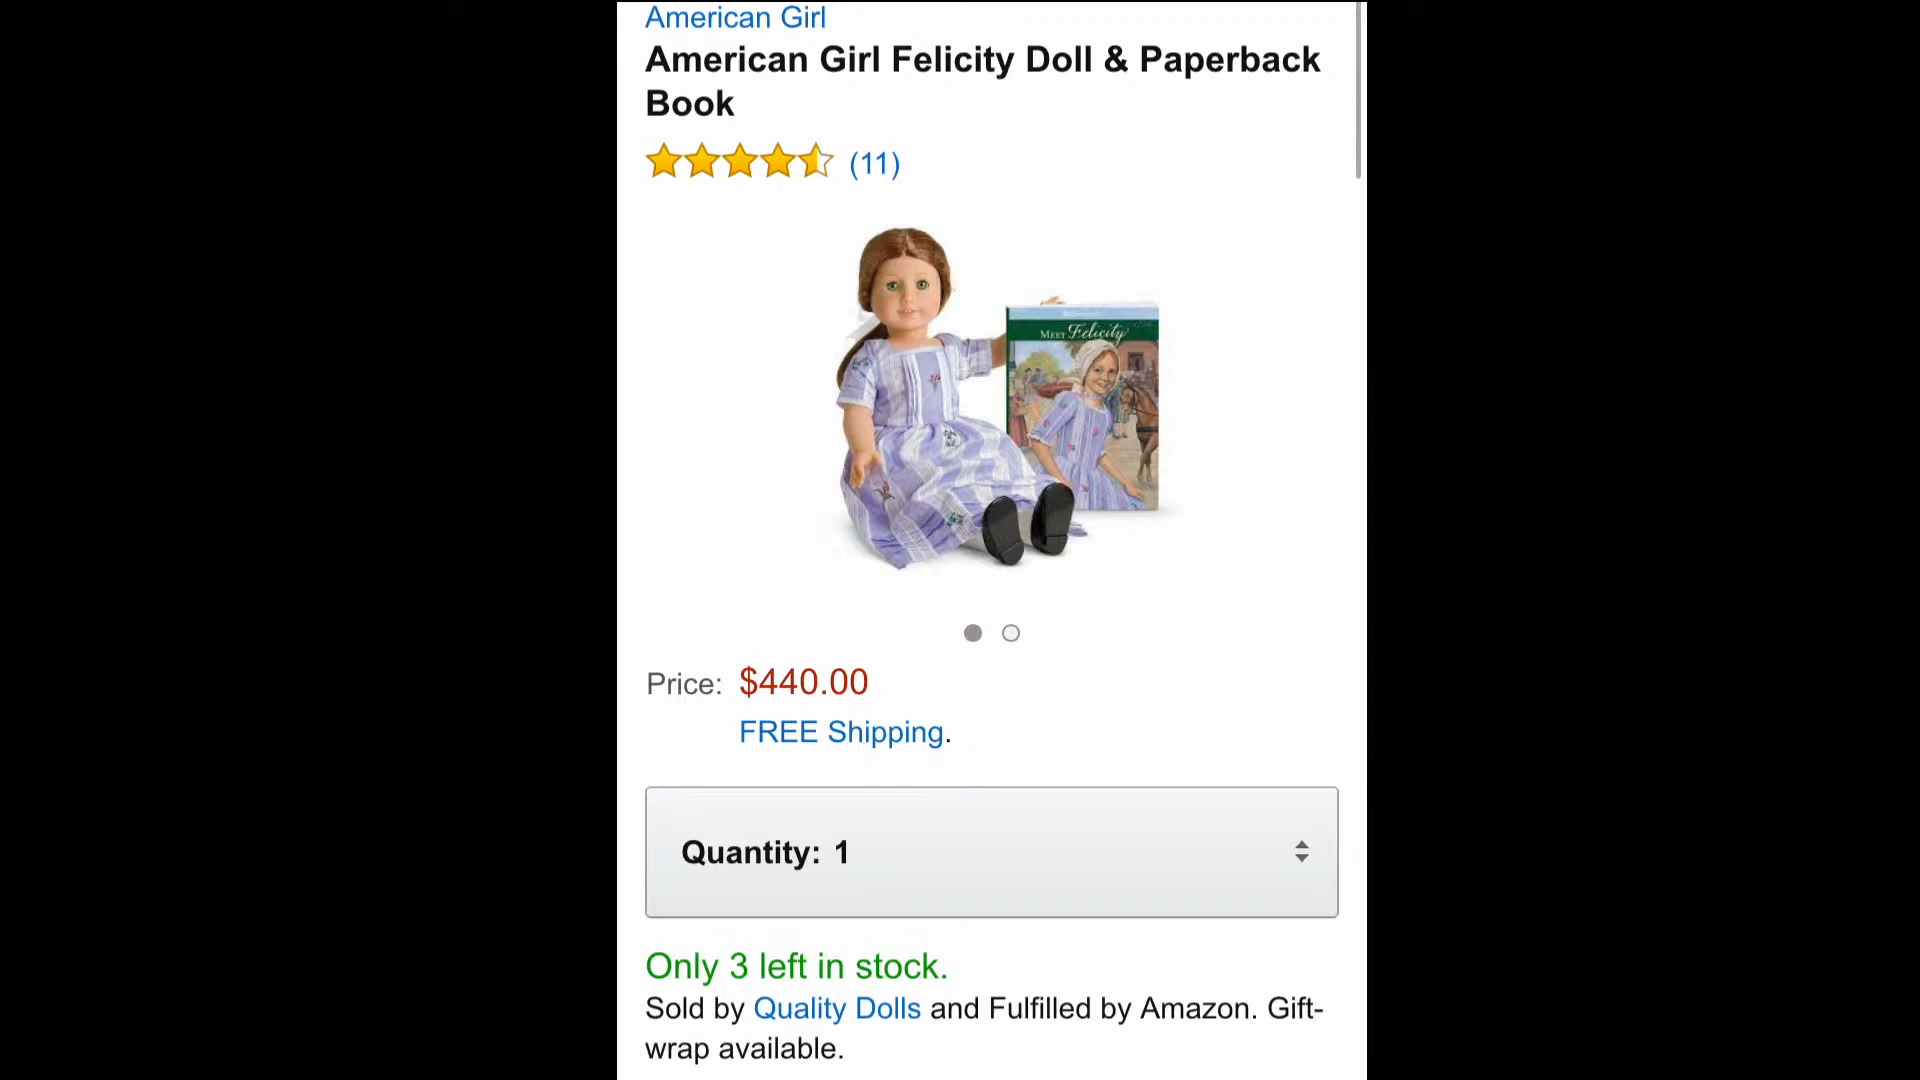 American Girl
American Girl Felicity Doll & Paperback
Book
(11)
MEET Felicity
Price: $440.00
FREE Shipping.
Quantity: 1
Only 3 left in stock.
Sold by Quality Dolls and Fulfilled by Amazon. Gift-
wrap available.